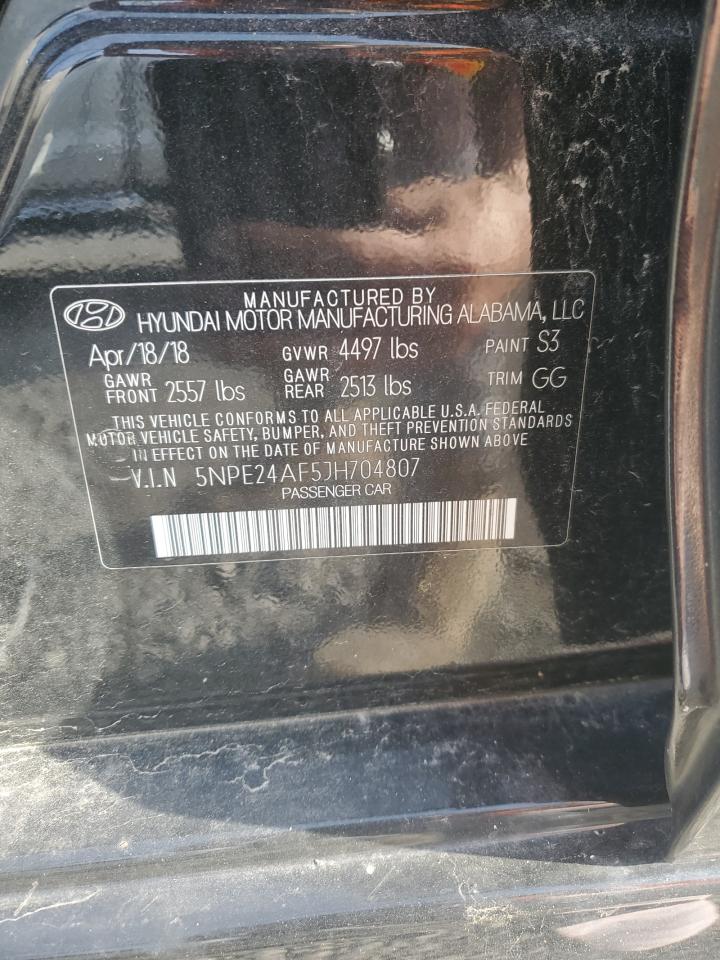 MANUFACTURED BY
HYUNDAI MOTOR MANUFACTURING ALABAMA, LLC
Apr/18/18 GVWR 4497 lbs PAINT S3
GAWR FRONT 2557 lbs GAWR REAR 2513 lbs TRIM GG
THIS VEHICLE CONFORMS TO ALL APPLICABLE U.S.A. FEDERAL
MOTOR VEHICLE SAFETY, BUMPER, AND THEFT PREVENTION STANDARDS
IN EFFECT ON THE DATE OF MANUFACTURE SHOWN ABOVE
V.I.N 5NPE24AF5JH704807
PASSENGER CAR